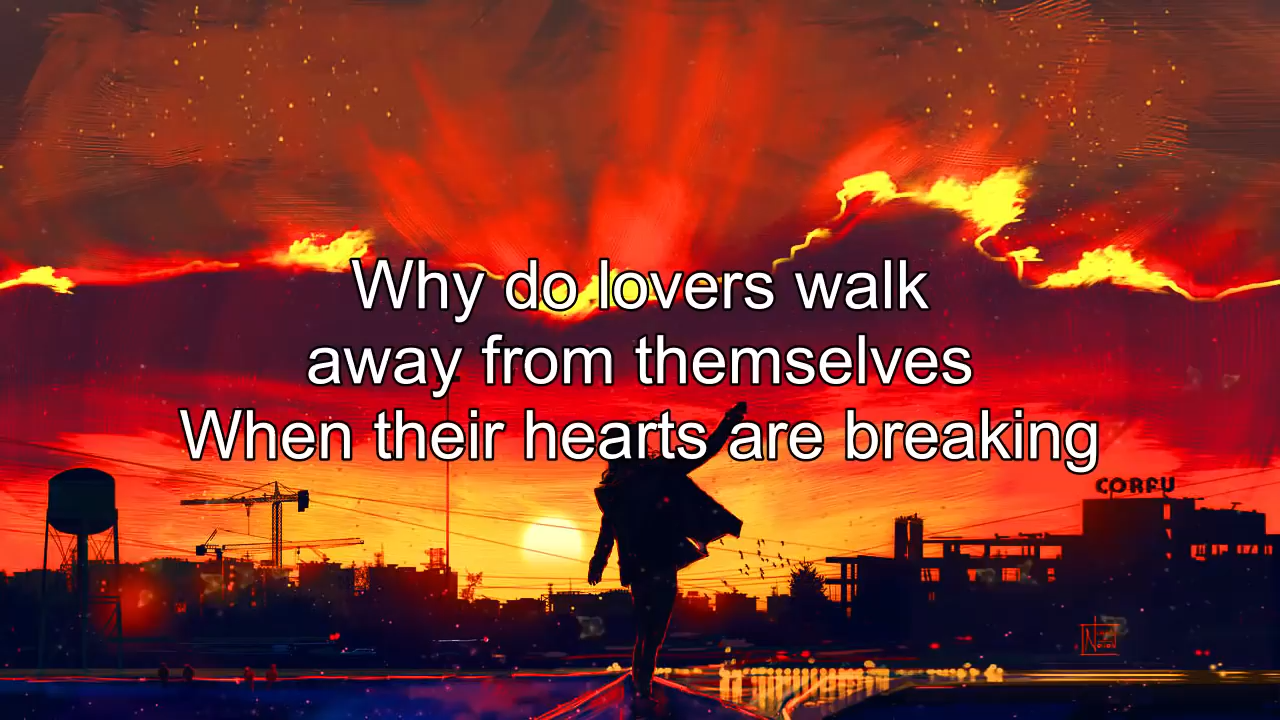 Why do lovers walk
away from themselves
When their hearts are breaking
CORFU